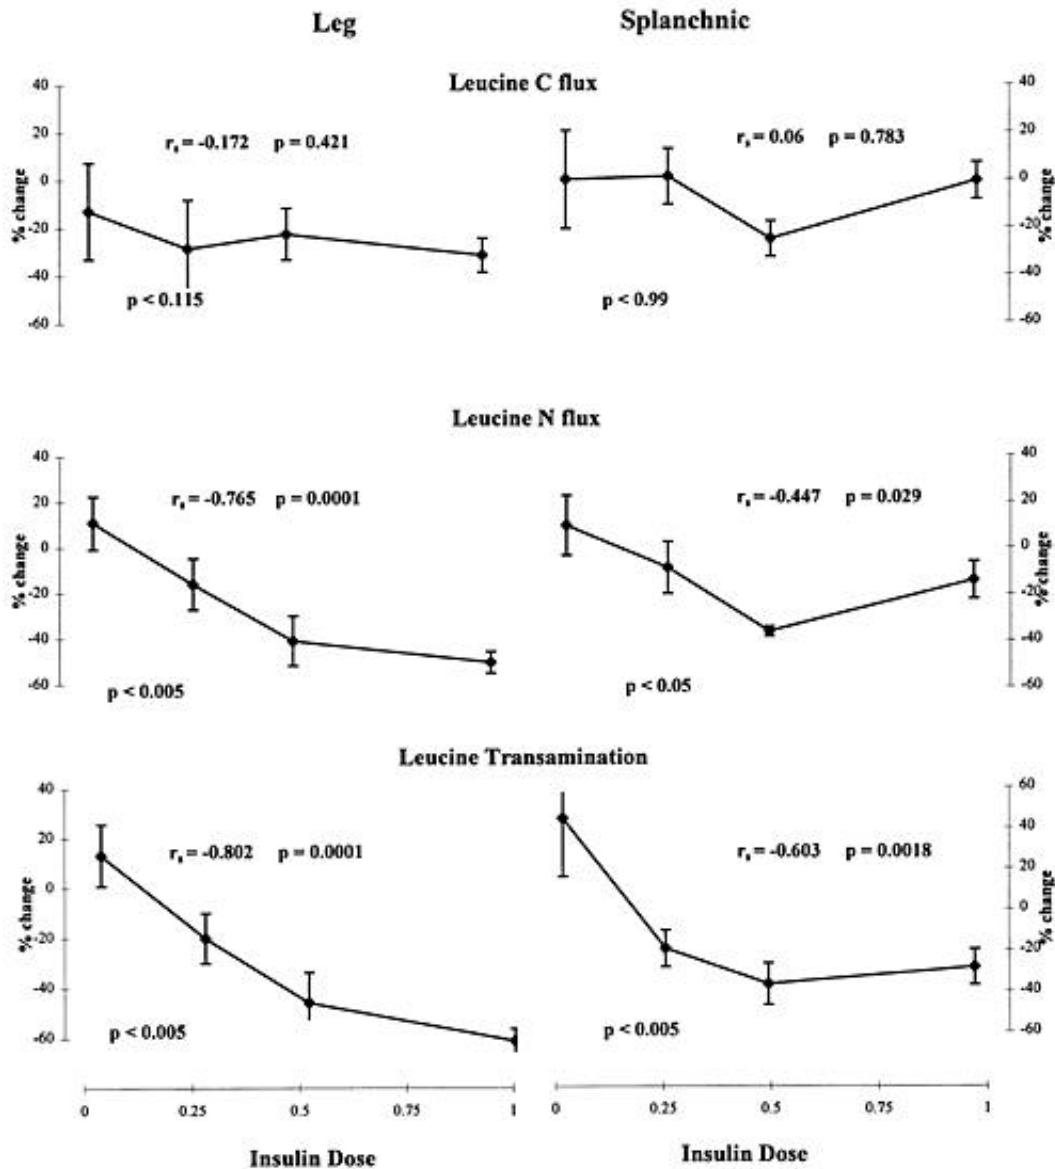 Leg Splanchnic
Leucine C flux
40 40
20 rs = -0.172 p = 0.421 rs = 0.06 p = 0.783 20
0 0
% change % change
-20 -20
-40 -40
p < 0.115 p < 0.99
-60 -60
Leucine N flux
40 40
20 rs = -0.765 p = 0.0001 rs = -0.447 p = 0.029 20
0 0
% change % change
-20 -20
-40 -40
-60 p < 0.005 p < 0.05 -60
Leucine Transamination
40 60
20 rs = -0.802 p = 0.0001 40
rs = -0.603 p = 0.0018 20
0 0
% change % change
-20 -20
-40 -40
-60 p < 0.005 p < 0.005 -60
0 0.25 0.5 0.75 1 0 0.25 0.5 0.75 1
Insulin Dose Insulin Dose